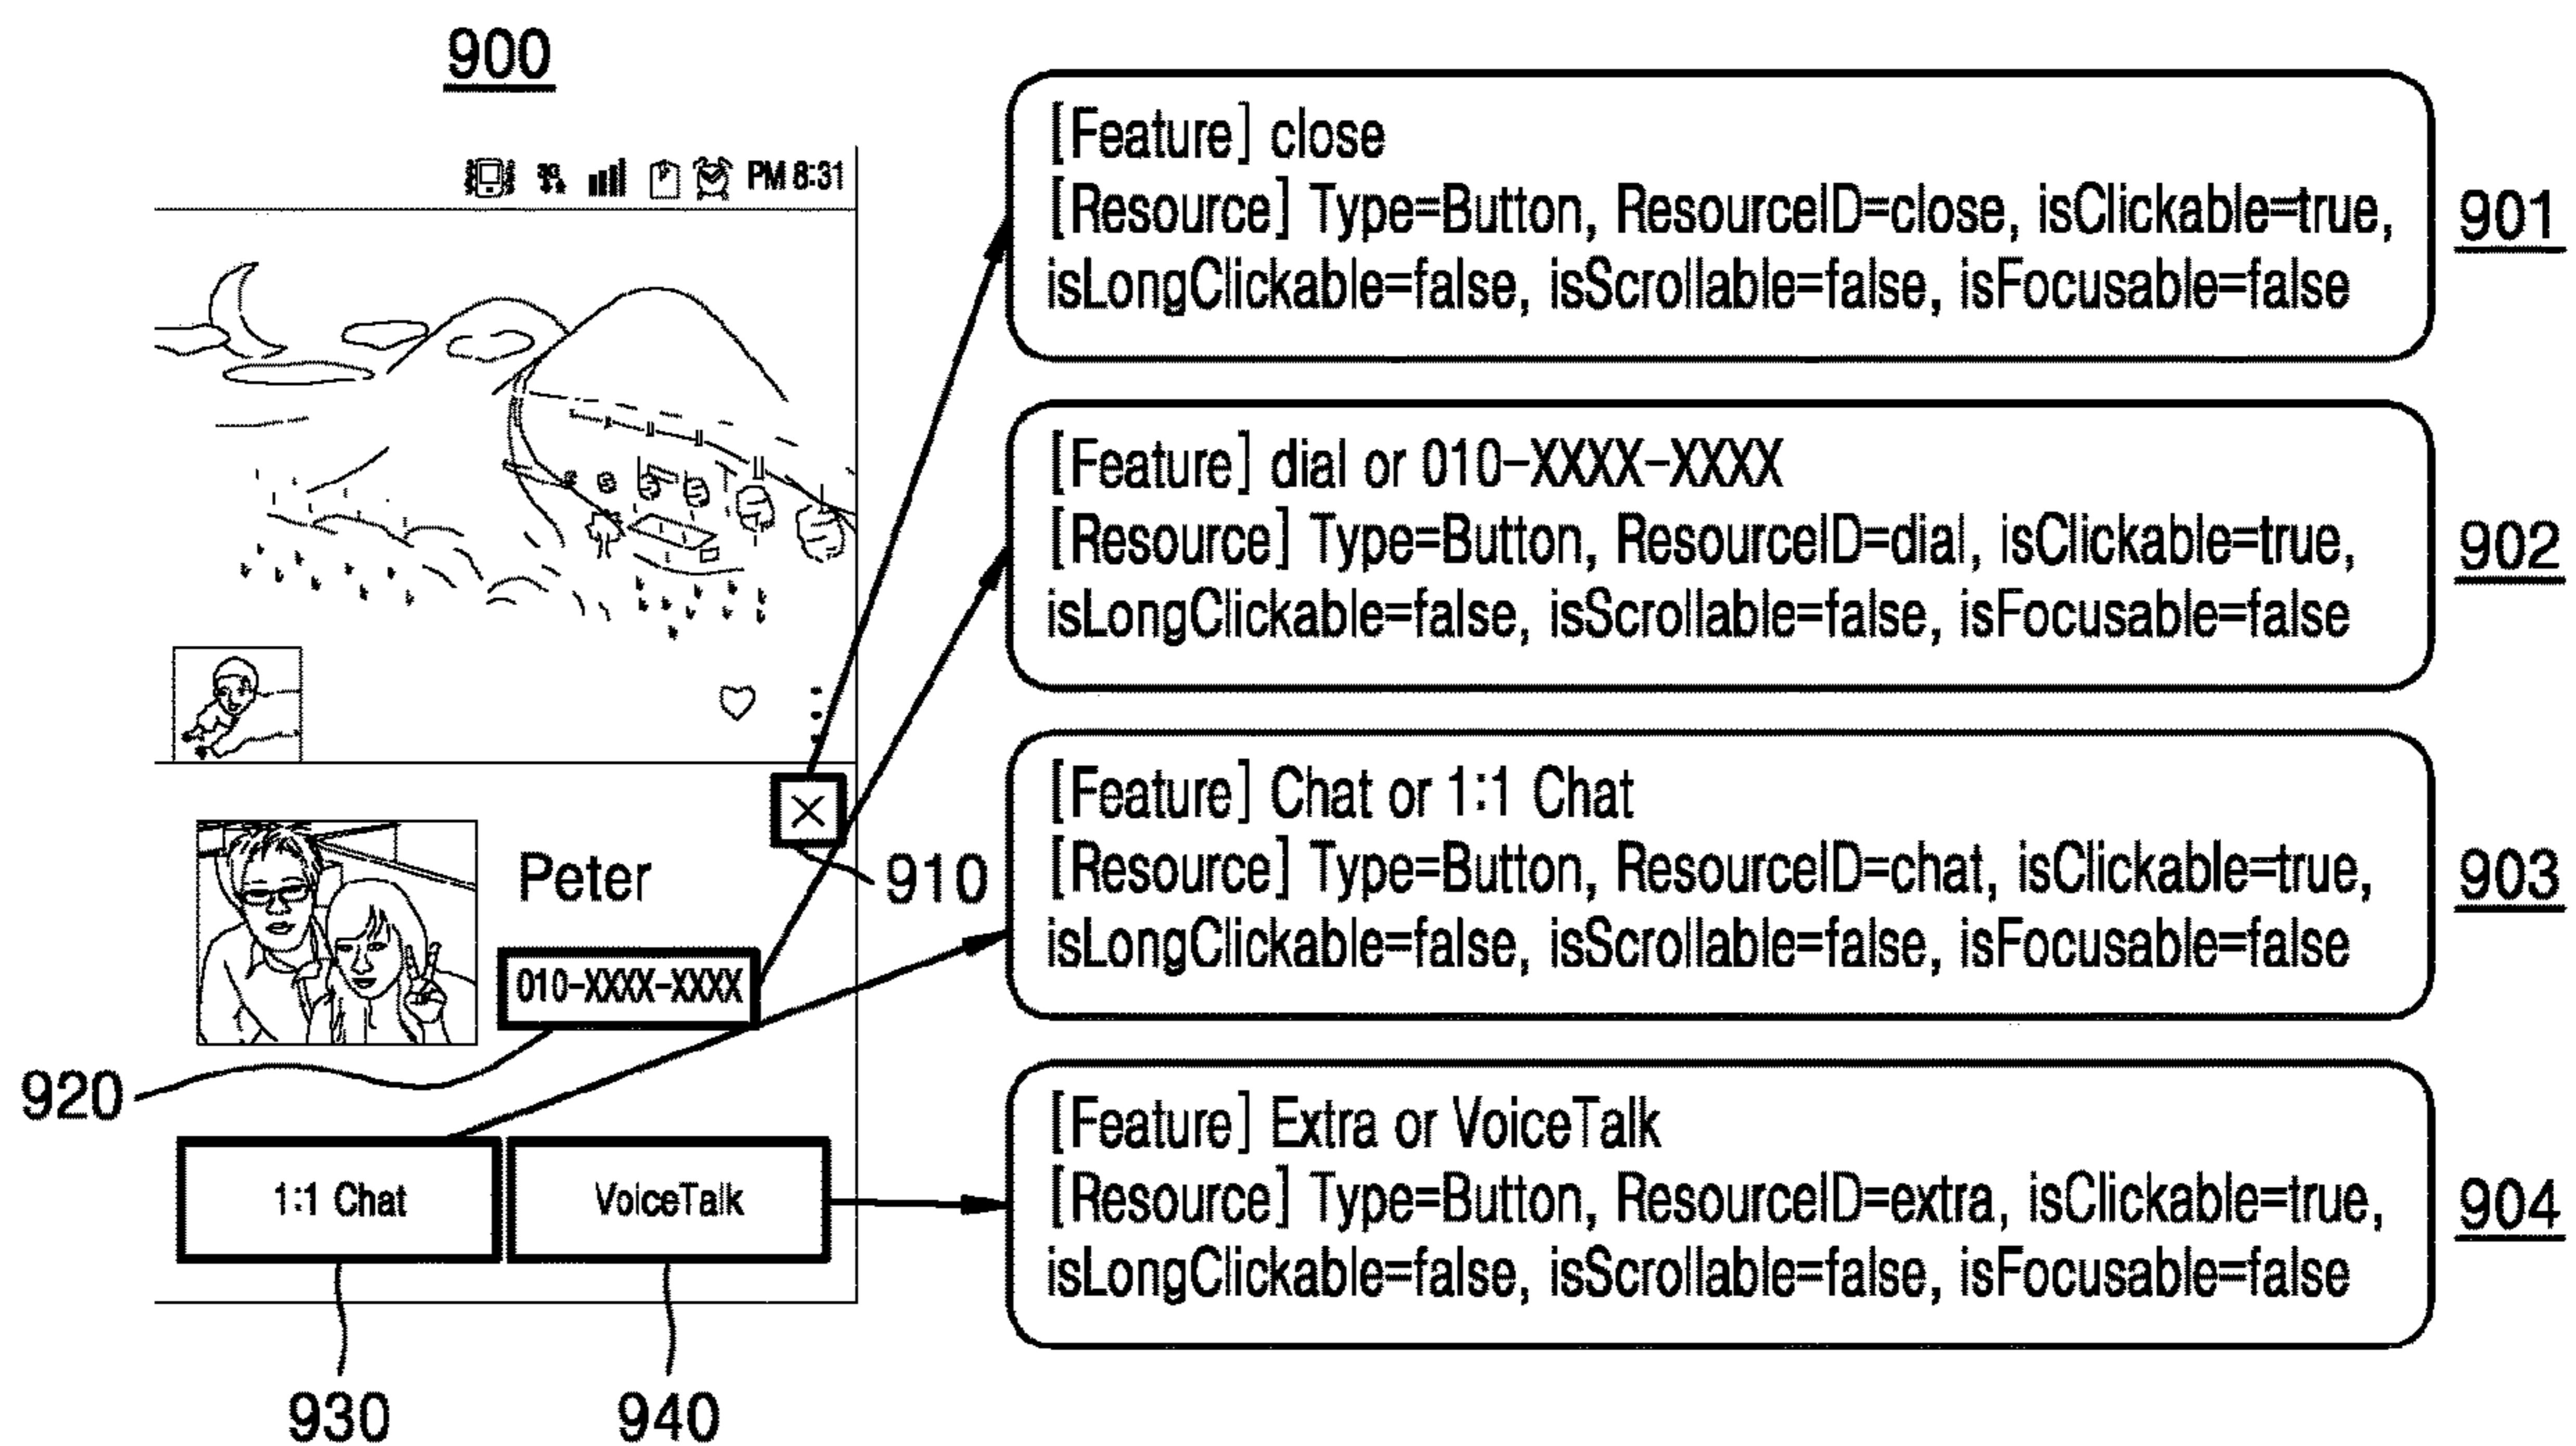 900
PM 8:31
Peter
910
010-XXXX-XXXX
920
1:1 Chat
VoiceTalk
930
940
[Feature] close
[Resource] Type=Button, ResourceID=close, isClickable=true,
isLongClickable=false, isScrollable=false, isFocusable=false
901
[Feature] dial or 010-XXXX-XXXX
[Resource] Type=Button, ResourceID=dial, isClickable=true,
isLongClickable=false, isScrollable=false, isFocusable=false
902
[Feature] Chat or 1:1 Chat
[Resource] Type=Button, ResourceID=chat, isClickable=true,
isLongClickable=false, isScrollable=false, isFocusable=false
903
[Feature] Extra or VoiceTalk
[Resource] Type=Button, ResourceID=extra, isClickable=true,
isLongClickable=false, isScrollable=false, isFocusable=false
904